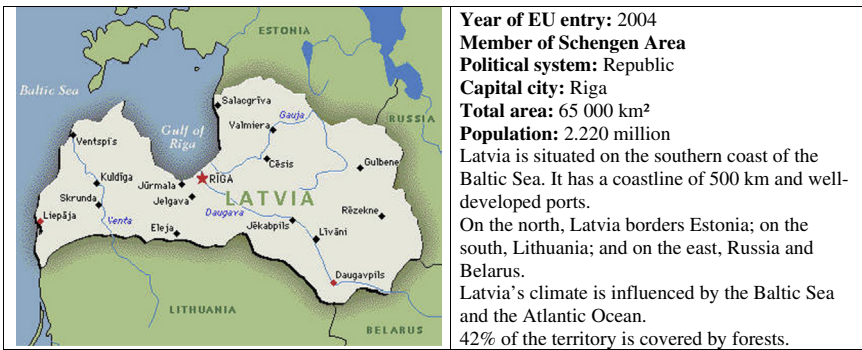 ESTONIA
Baltic Sea
Salacgrīva
Gauja
Valmiera
RUSSIA
Gulf of
Riga
Ventspīs
Cēsis
Gulbene
Kuldīga
Jūrmala
RĪGA
Skrunda
Jelgava
LATVIA
Liepāja
Venta
Daugava
Rēzekne
Eleja
Jēkabpils
Līvāni
Daugavpils
LITHUANIA
BELARUS
Year of EU entry: 2004
Member of Schengen Area
Political system: Republic
Capital city: Riga
Total area: 65 000 km²
Population: 2.220 million
Latvia is situated on the southern coast of the
Baltic Sea. It has a coastline of 500 km and well-
developed ports.
On the north, Latvia borders Estonia; on the
south, Lithuania; and on the east, Russia and
Belarus.
Latvia’s climate is influenced by the Baltic Sea
and the Atlantic Ocean.
42% of the territory is covered by forests.